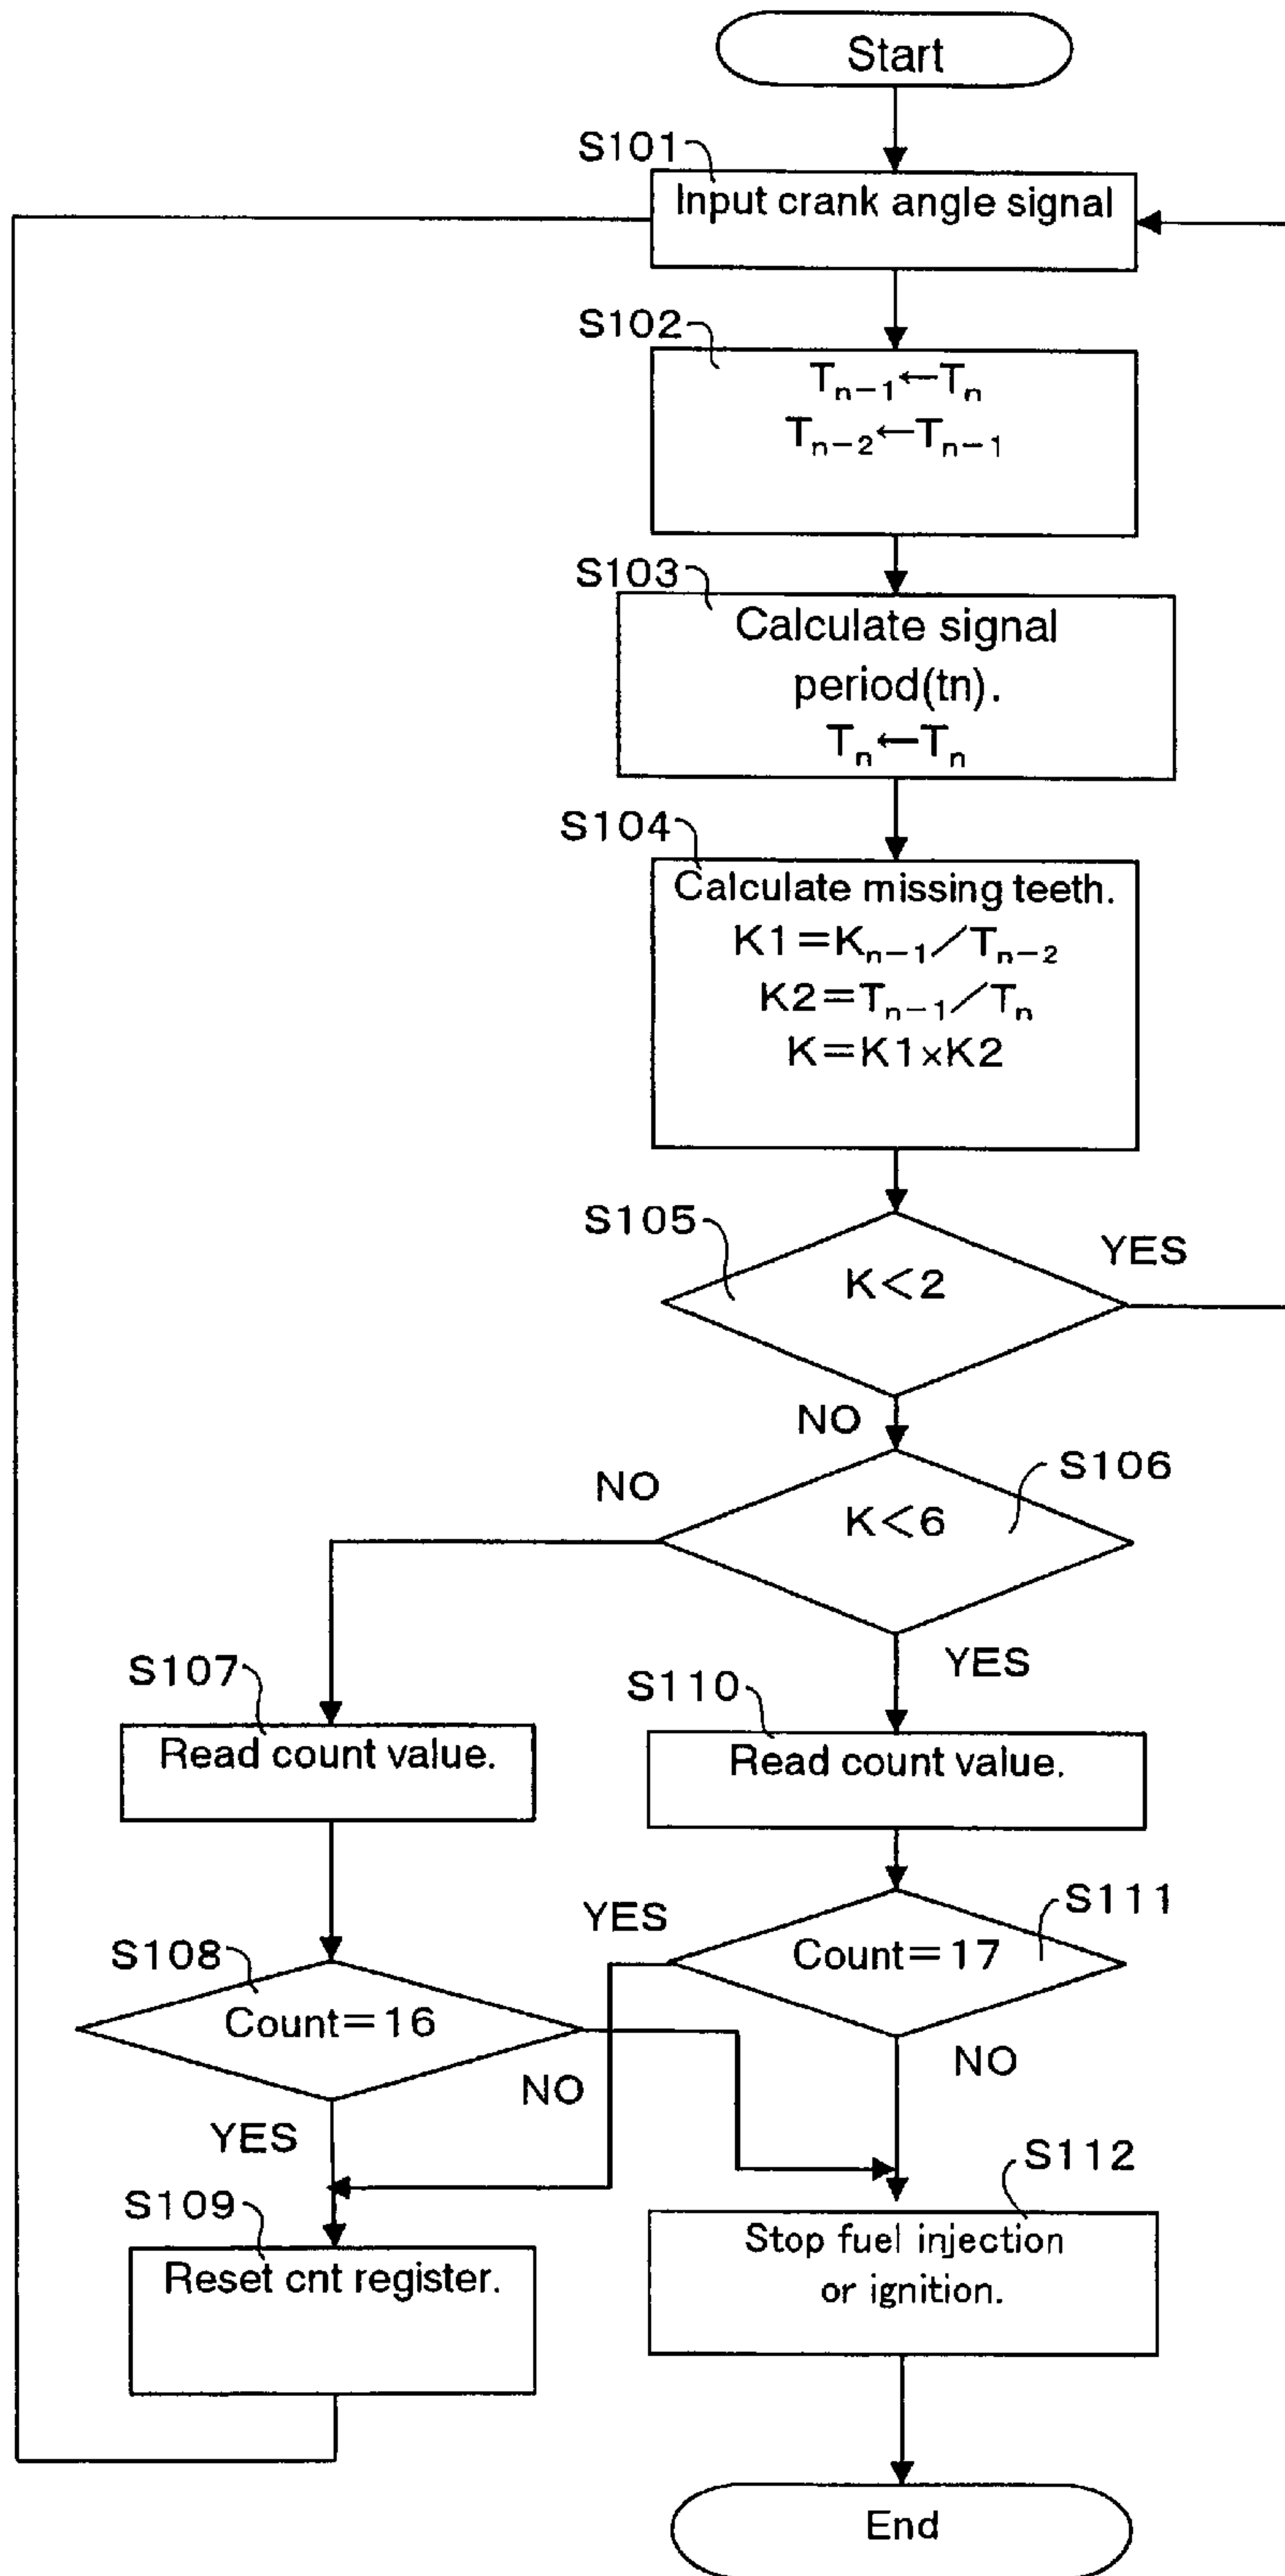 Start
S101
Input crank angle signal
S102
Tn-1←Tn
Tn-2←Tn-1
S103
Calculate signal
period(tn).
Tn←Tn
S104
Calculate missing teeth.
K1=Kn-1/Tn-2
K2=Tn-1/Tn
K=K1×K2
S105
K<2
YES
NO
S106
K<6
NO
YES
S107
Read count value.
S110
Read count value.
S111
Count=17
YES
NO
S108
Count=16
NO
YES
S109
Reset cnt register.
S112
Stop fuel injection
or ignition.
End